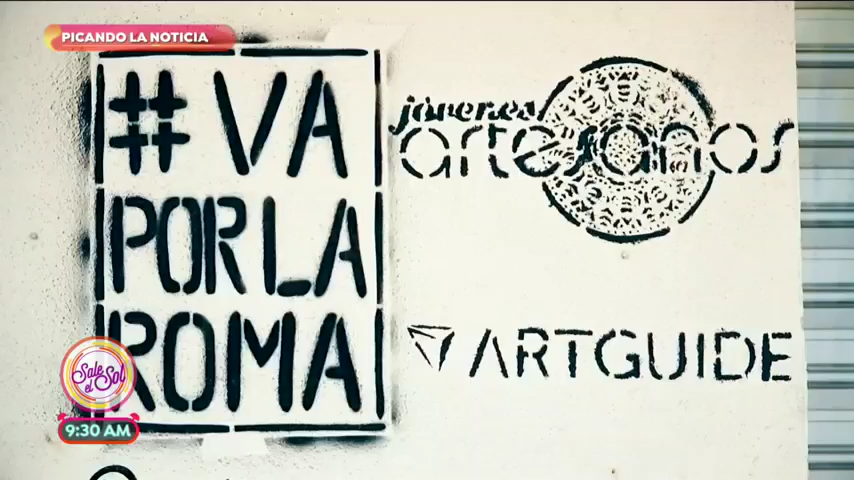 PICANDO LA NOTICIA
#VA
POR LA
ROMA
jóvenes
artesanos
ARTGUIDE
Sale
el Sol
9:30 AM